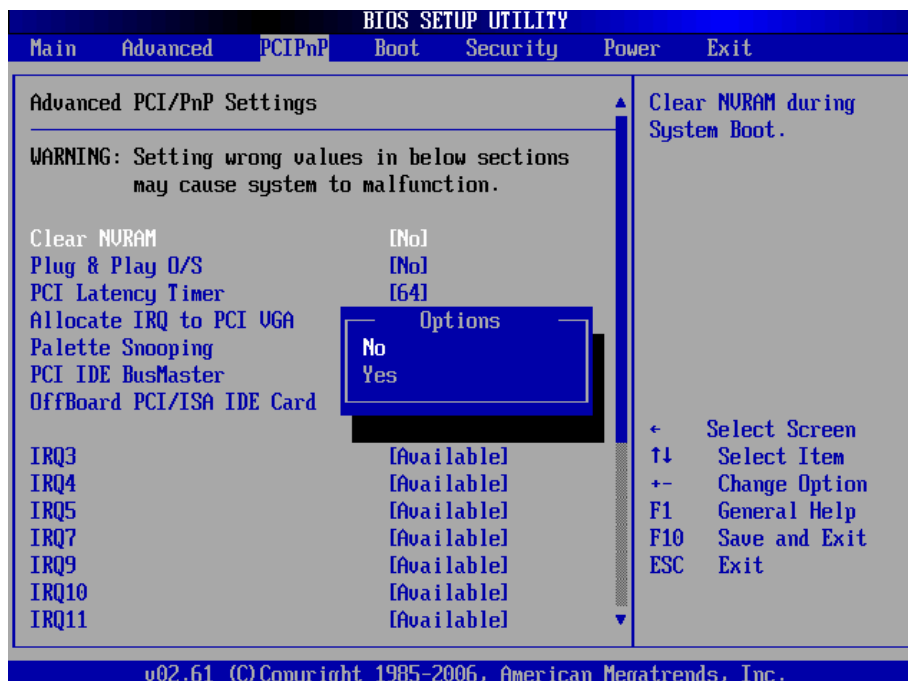 BIOS SETUP UTILITY
Main Advanced PCIPnP Boot Security Power Exit
Advanced PCI/PnP Settings
WARNING: Setting wrong values in below sections
may cause system to malfunction.
Clear NVRAM [No]
Plug & Play O/S [No]
PCI Latency Timer [64]
Allocate IRQ to PCI VGA
Palette Snooping
PCI IDE BusMaster
OffBoard PCI/ISA IDE Card
Options
No
Yes
IRQ3 [Available]
IRQ4 [Available]
IRQ5 [Available]
IRQ7 [Available]
IRQ9 [Available]
IRQ10 [Available]
IRQ11 [Available]
Clear NVRAM during
System Boot.
← Select Screen
↑↓ Select Item
+- Change Option
F1 General Help
F10 Save and Exit
ESC Exit
v02.61 (C)Copyright 1985-2006, American Megatrends, Inc.